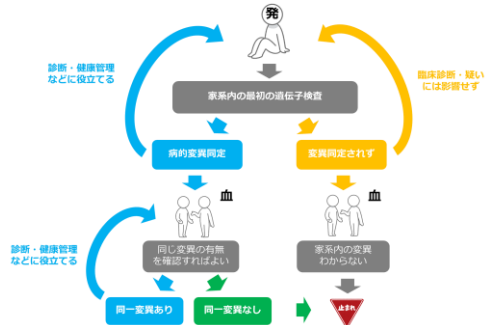 発
診断・健康管理
などに役立てる
臨床診断・疑い
には影響せず
家系内の最初の遺伝子検査
病的変異同定
変異同定されず
血
血
診断・健康管理
などに役立てる
同じ変異の有無
を確認すればよい
家系内の変異
わからない
同一変異あり
同一変異なし
止まれ